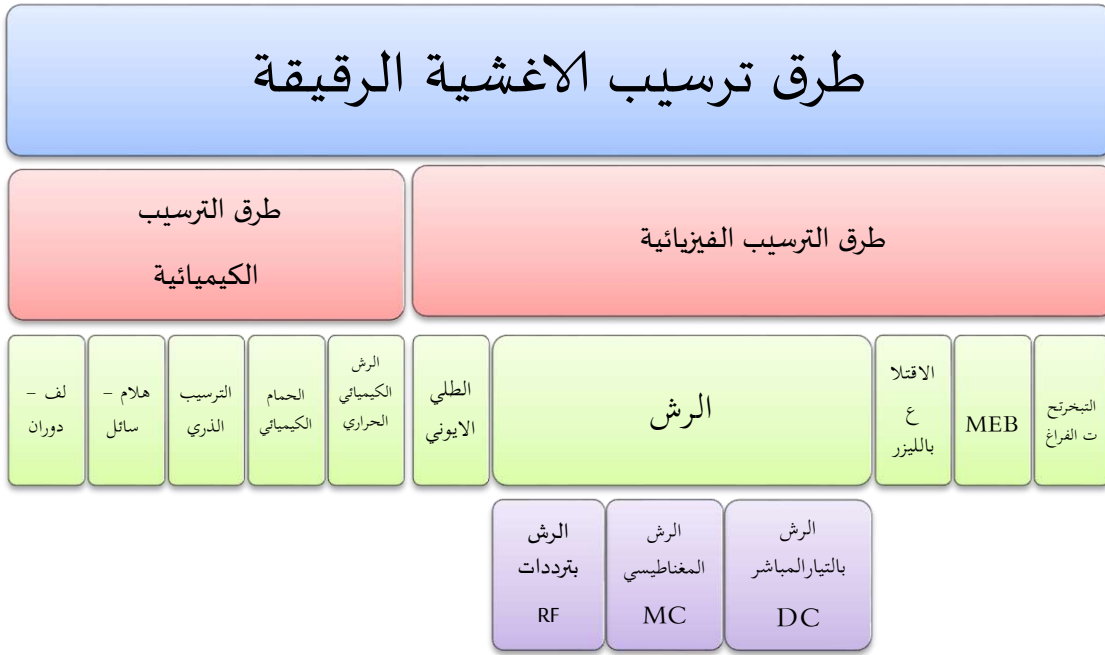 طرق ترسيب الاغشية الرقيقة
طرق الترسيب الفيزيائية
طرق الترسيب
الكيميائية
التبخرتح
ت الفراغ
MEB
الاقتلا
ع
بالليزر
الرش
الطلي
الايوني
الرش
الكيميائي
الحراري
الحمام
الكيميائي
الترسيب
الذري
هلام –
سائل
لف –
دوران
الرش
بالتيارالمباشر
DC
الرش
المغناطيسي
MC
الرش
بترددات
RF